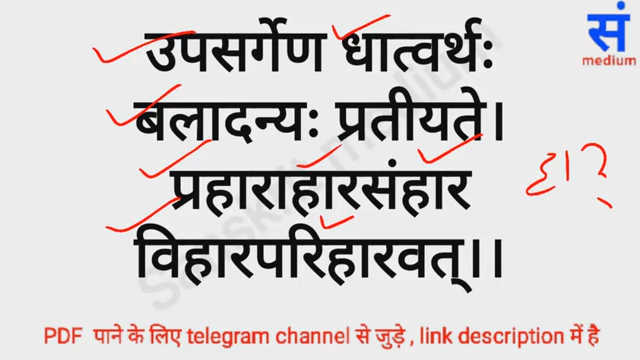 सं
medium
उपसर्गेण धात्वर्थः
बलादन्यः प्रतीयते।
प्रहाराहारसंहार
विहारपरिहारवत्।।
PDF पाने के लिए telegram channel से जुड़े , link description में है